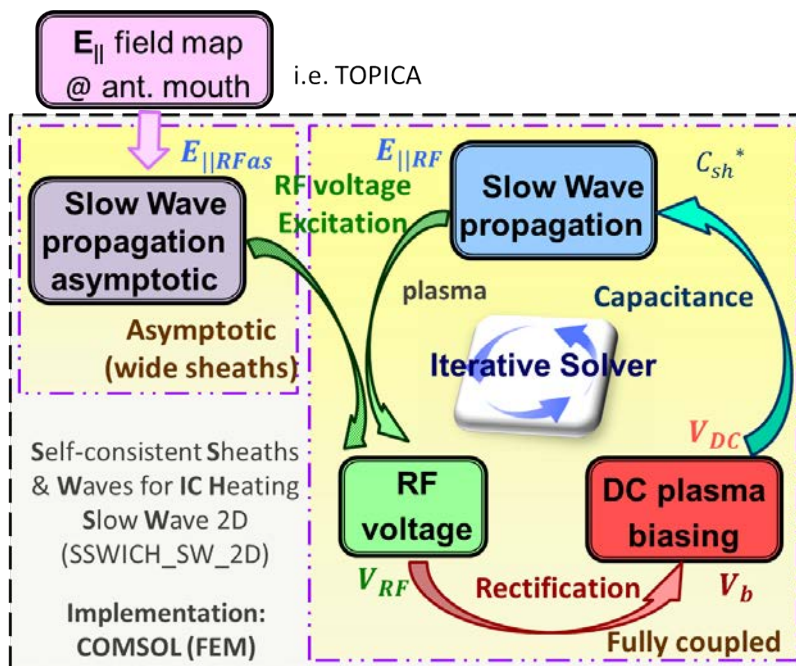 E|| field map
@ ant. mouth
i.e. TOPICA
E||RFas
Slow Wave
propagation
asymptotic
Asymptotic
(wide sheaths)
RF voltage
Excitation
E||RF
Slow Wave
propagation
Csh*
plasma
Capacitance
Iterative Solver
VDC
RF
voltage
DC plasma
biasing
VRF
Rectification
Vb
Fully coupled
Self-consistent Sheaths
& Waves for IC Heating
Slow Wave 2D
(SSWICH_SW_2D)
Implementation:
COMSOL (FEM)